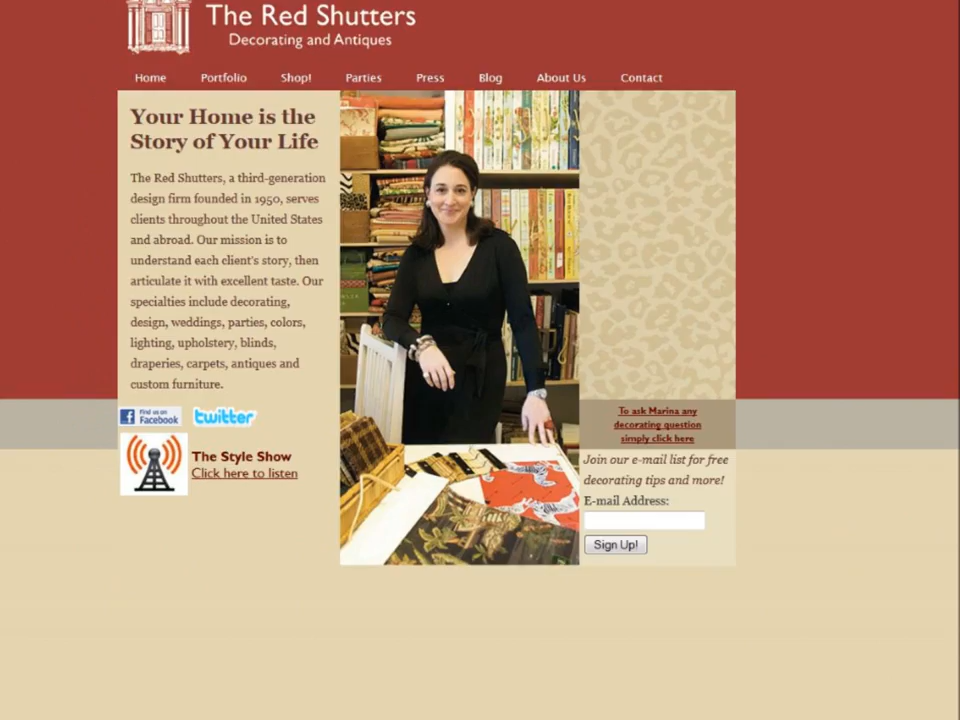 The Red Shutters
Decorating and Antiques
Home Portfolio Shop! Parties Press Blog About Us Contact
Your Home is the
Story of Your Life
The Red Shutters, a third-generation
design firm founded in 1950, serves
clients throughout the United States
and abroad. Our mission is to
understand each client's story, then
articulate it with excellent taste. Our
specialties include decorating,
design, weddings, parties, colors,
lighting, upholstery, blinds,
draperies, carpets, antiques and
custom furniture.
Find us on
Facebook
twitter
The Style Show
Click here to listen
To ask Marina any
decorating question
simply click here
Join our e-mail list for free
decorating tips and more!
E-mail Address:
Sign Up!